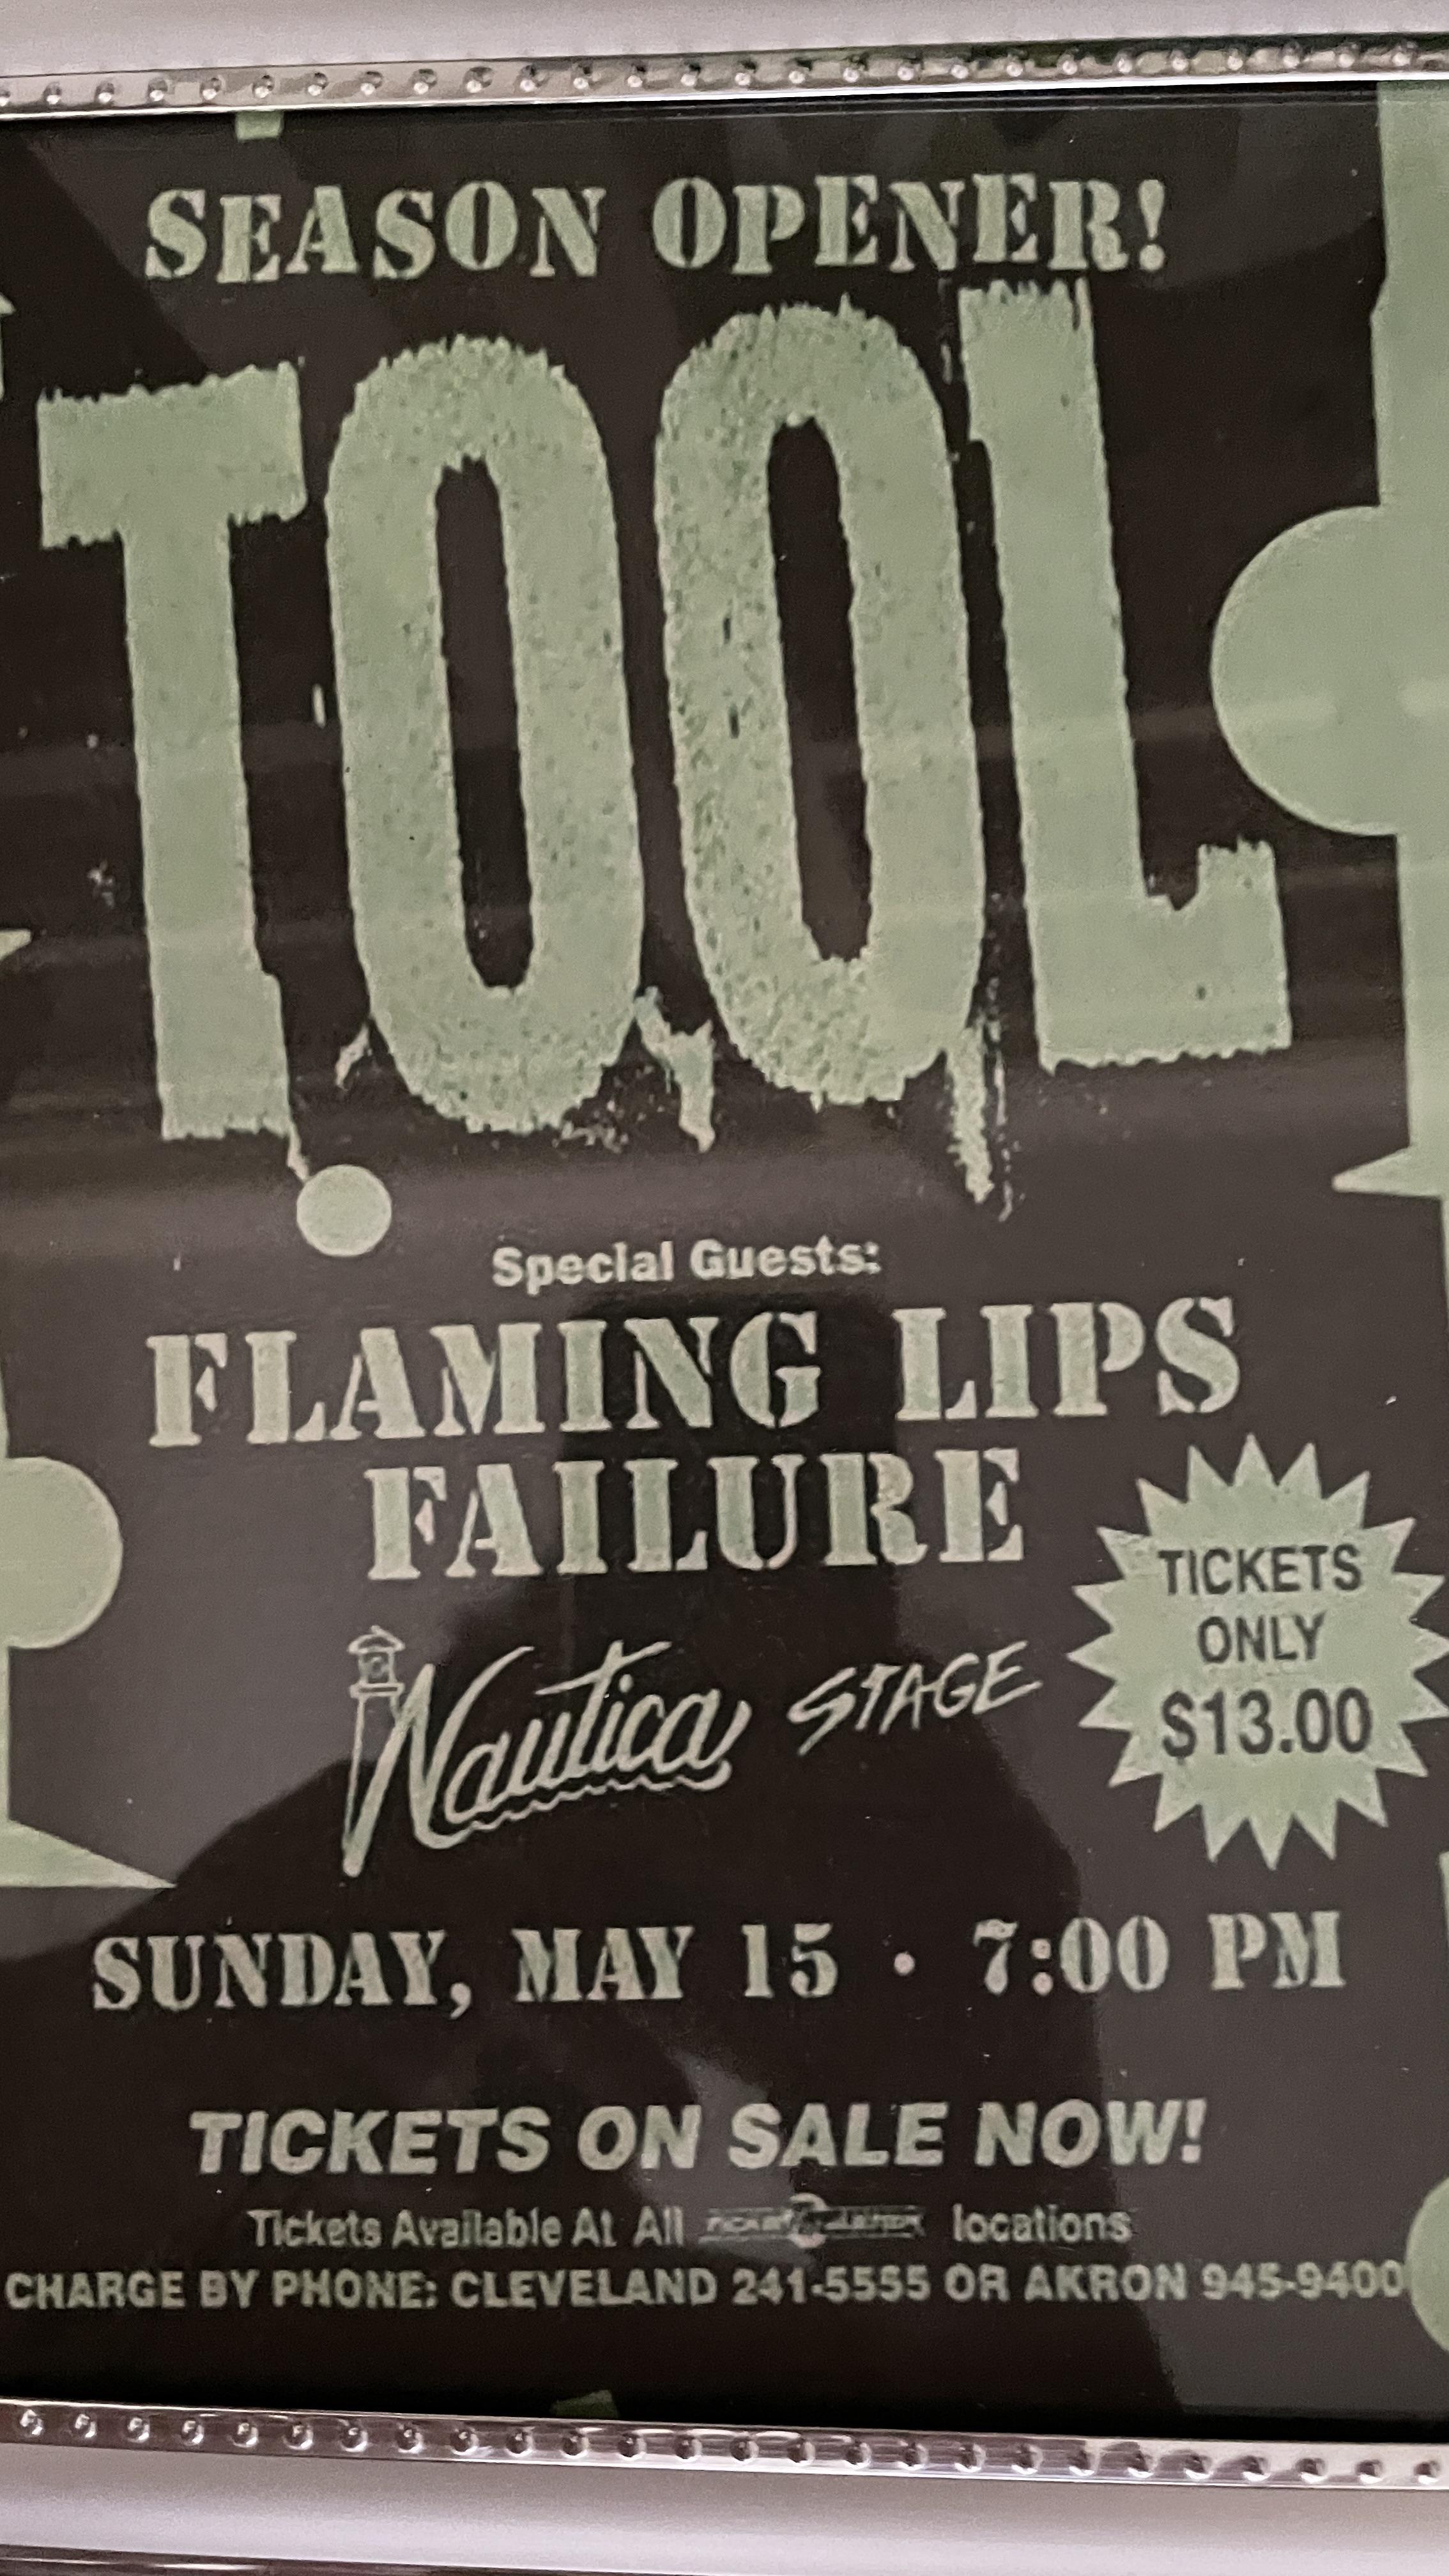 SEASON OPENER!
TOOL
Special Guests:
FLAMING LIPS
FAILURE
Nautica STAGE
TICKETS
ONLY
$13.00
SUNDAY, MAY 15 • 7:00 PM
TICKETS ON SALE NOW!
Tickets Available At All TICKETMASTER locations
CHARGE BY PHONE: CLEVELAND 241-5555 OR AKRON 945-9400